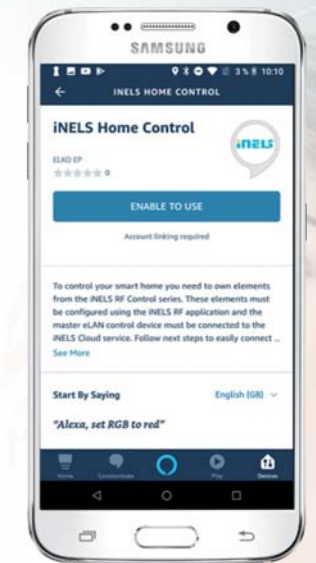 SAMSUNG
3% 10:10
INELS HOME CONTROL
iNELS Home Control
iNELS
ELKO EP
0
ENABLE TO USE
Account linking required
To control your smart home you need to own elements
from the iNELS RF Control series. These elements must
be configured using the iNELS RF application and the
master eLAN control device must be connected to the
iNELS Cloud service. Follow next steps to easily connect ...
See More
Start By Saying
English (GB)
"Alexa, set RGB to red"
Home
Communicate
Play
Devices